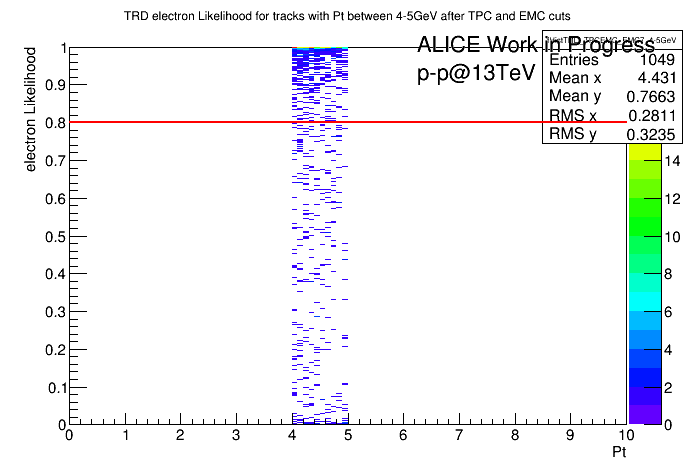 TRD electron Likelihood for tracks with Pt between 4-5GeV after TPC and EMC cuts
ALICE Work in Progress
p-p@13TeV
Entries 1049
Mean x 4.431
Mean y 0.7663
RMS x 0.2811
RMS y 0.3235
electron Likelihood
1
0.9
0.8
0.7
0.6
0.5
0.4
0.3
0.2
0.1
0
0 1 2 3 4 5 6 7 8 9 10
Pt
14
12
10
8
6
4
2
0